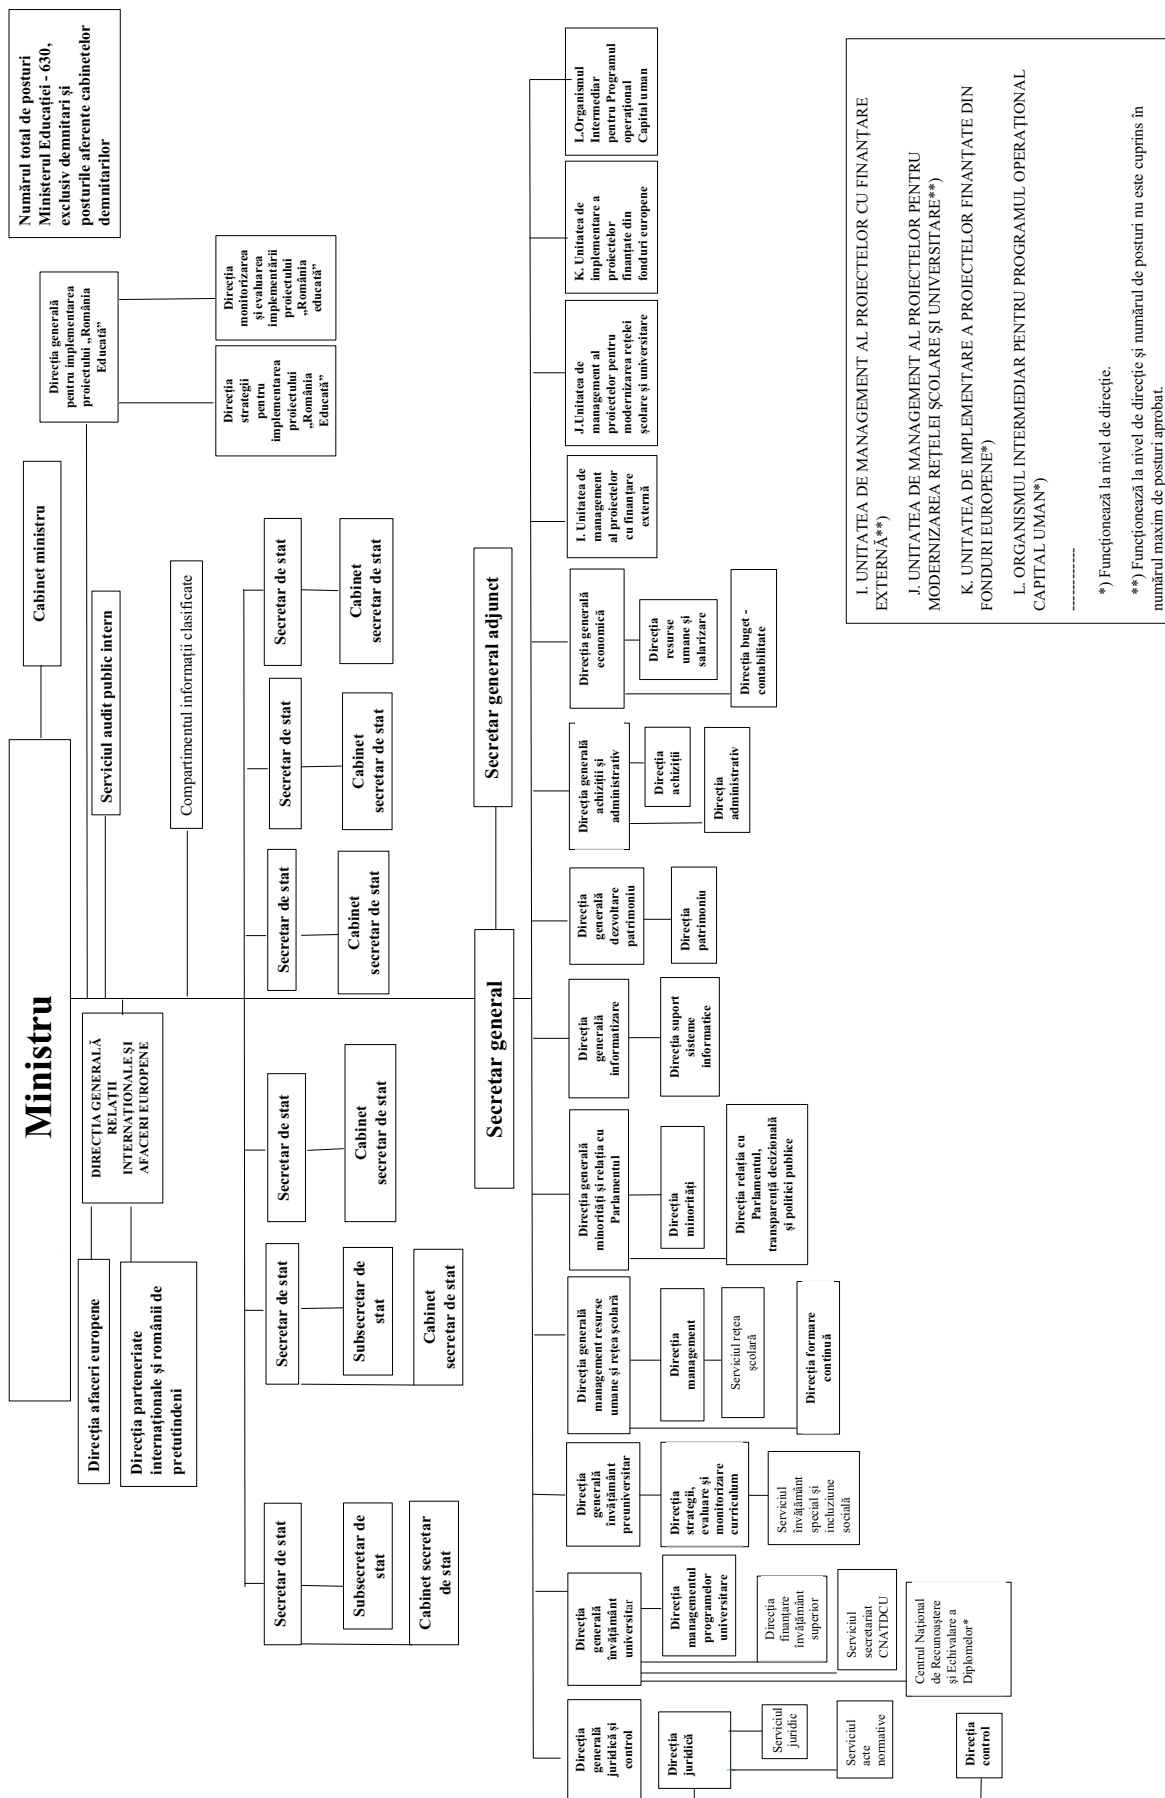 Numărul total de posturi
Ministerul Educației - 630,
exclusiv demnitari și
posturile aferente cabinetelor
demnitarilor
Ministru
Cabinet ministru
Serviciul audit public intern
Compartimentul informații clasificate
Direcția generală
pentru implementarea
proiectului „România
Educată”
Direcția
strategii
pentru
implementarea
proiectului
„România
Educată”
Direcția
monitorizarea
și evaluarea
implementării
proiectului
„România
educată”
DIRECȚIA GENERALĂ
RELAȚII
INTERNAȚIONALE ȘI
AFACERI EUROPENE
Direcția afaceri europene
Direcția parteneriate
internaționale și românii de
pretutindeni
Secretar de stat
Subsecretar de
stat
Cabinet secretar
de stat
Secretar de stat
Subsecretar de
stat
Cabinet
secretar de stat
Secretar de stat
Cabinet
secretar de stat
Secretar de stat
Cabinet
secretar de stat
Secretar de stat
Cabinet
secretar de stat
Secretar de stat
Cabinet
secretar de stat
Secretar general
Secretar general adjunct
Direcția
generală
juridică și
control
Direcția
juridică
Serviciul
juridic
Serviciul
acte
normative
Direcția
control
Direcția
generală
învățământ
universitar
Direcția
managementul
programelor
universitare
Direcția
finanțare
învățământ
superior
Serviciul
secretariat
CNATDCU
Centrul Național
de Recunoaștere
și Echivalare a
Diplomelor*
Direcția
generală
învățământ
preuniversitar
Direcția
strategii,
evaluare și
monitorizare
curriculum
Serviciul
învățământ
special și
incluziune
socială
Direcția generală
management resurse
umane și rețea școlară
Direcția
management
Serviciul rețea
școlară
Direcția formare
continuă
Direcția generală
minorități și relația cu
Parlamentul
Direcția
minorități
Direcția relația cu
Parlamentul,
transparență decizională
și politici publice
Direcția
generală
informatizare
Direcția suport
sisteme
informatice
Direcția
generală
dezvoltare
patrimoniu
Direcția
patrimoniu
Direcția generală
achiziții și
administrativ
Direcția
achiziții
Direcția
administrativ
Direcția generală
economică
Direcția
resurse
umane și
salarizare
Direcția buget -
contabilitate
I. Unitatea de
management
al proiectelor
cu finanțare
externă
J.Unitatea de
management al
proiectelor pentru
modernizarea rețelei
școlare și universitare
K. Unitatea de
implementare a
proiectelor
finanțate din
fonduri europene
L.Organismul
Intermediar
pentru Programul
operațional
Capital uman
I. UNITATEA DE MANAGEMENT AL PROIECTELOR CU FINANȚARE
EXTERNĂ**)
J. UNITATEA DE MANAGEMENT AL PROIECTELOR PENTRU
MODERNIZAREA REȚELEI ȘCOLARE ȘI UNIVERSITARE**)
K. UNITATEA DE IMPLEMENTARE A PROIECTELOR FINANȚATE DIN
FONDURI EUROPENE*)
L. ORGANISMUL INTERMEDIAR PENTRU PROGRAMUL OPERAȚIONAL
CAPITAL UMAN*)
------------
*) Funcționează la nivel de direcție.
**) Funcționează la nivel de direcție și numărul de posturi nu este cuprins în
numărul maxim de posturi aprobat.